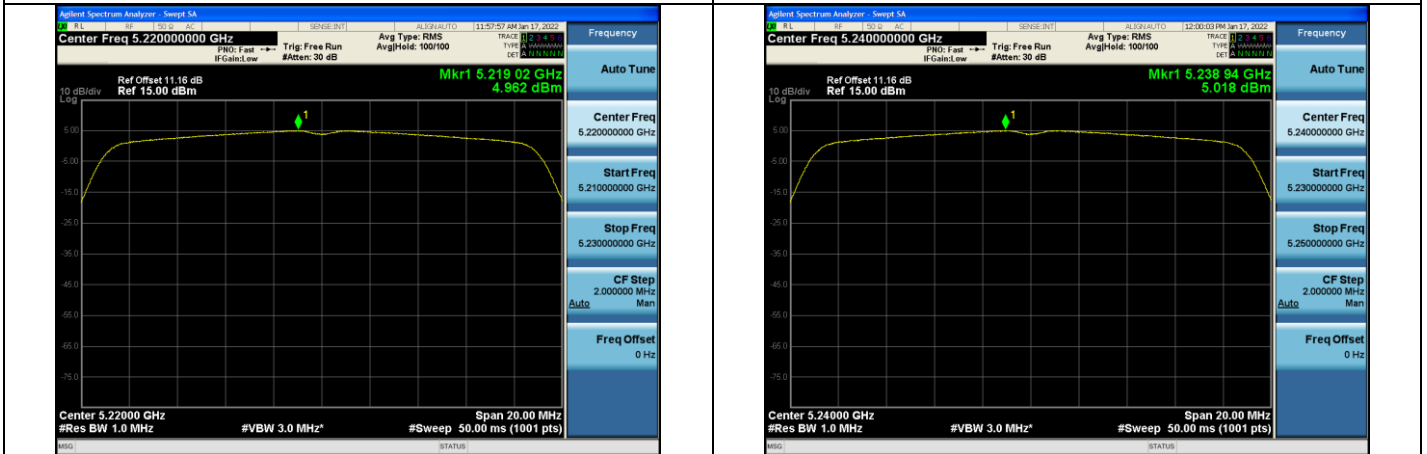 Agilent Spectrum Analyzer - Swept SA
RL RF 50 Ω AC SENSE:INT ALIGNAUTO 11:57:57 AM Jan 17, 2022
Center Freq 5.220000000 GHz
PNO: Fast
IFGain:Low
Trig: Free Run
#Atten: 30 dB
Avg Type: RMS
Avg|Hold: 100/100
TRACE 1 2 3 4 5 6
TYPE A WWWWW
DET A N N N N N
Frequency
Ref Offset 11.16 dB
10 dB/div Ref 15.00 dBm
Log
Mkr1 5.219 02 GHz
4.962 dBm
1
5.00
-5.00
-15.0
-25.0
-35.0
-45.0
-55.0
-65.0
-75.0
Center 5.22000 GHz Span 20.00 MHz
#Res BW 1.0 MHz #VBW 3.0 MHz* #Sweep 50.00 ms (1001 pts)
MSG STATUS
Auto Tune
Center Freq
5.220000000 GHz
Start Freq
5.210000000 GHz
Stop Freq
5.230000000 GHz
CF Step
2.000000 MHz
Auto Man
Freq Offset
0 Hz
Agilent Spectrum Analyzer - Swept SA
RL RF 50 Ω AC SENSE:INT ALIGNAUTO 12:00:03 PM Jan 17, 2022
Center Freq 5.240000000 GHz
PNO: Fast
IFGain:Low
Trig: Free Run
#Atten: 30 dB
Avg Type: RMS
Avg|Hold: 100/100
TRACE 1 2 3 4 5 6
TYPE A WWWWW
DET A N N N N N
Frequency
Ref Offset 11.16 dB
10 dB/div Ref 15.00 dBm
Log
Mkr1 5.238 94 GHz
5.018 dBm
1
5.00
-5.00
-15.0
-25.0
-35.0
-45.0
-55.0
-65.0
-75.0
Center 5.24000 GHz Span 20.00 MHz
#Res BW 1.0 MHz #VBW 3.0 MHz* #Sweep 50.00 ms (1001 pts)
MSG STATUS
Auto Tune
Center Freq
5.240000000 GHz
Start Freq
5.230000000 GHz
Stop Freq
5.250000000 GHz
CF Step
2.000000 MHz
Auto Man
Freq Offset
0 Hz